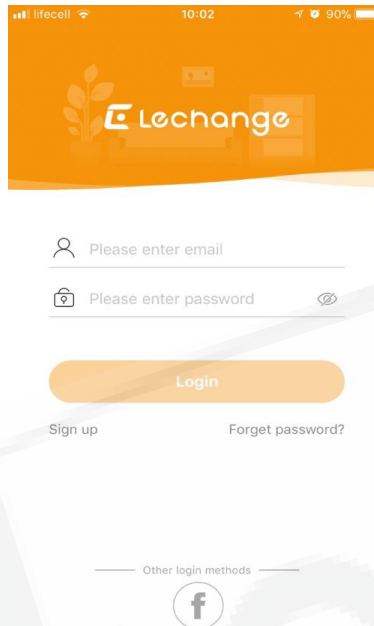 lifecell 10:02 90%
Lechange
Please enter email
Please enter password
Login
Sign up Forget password?
Other login methods
f